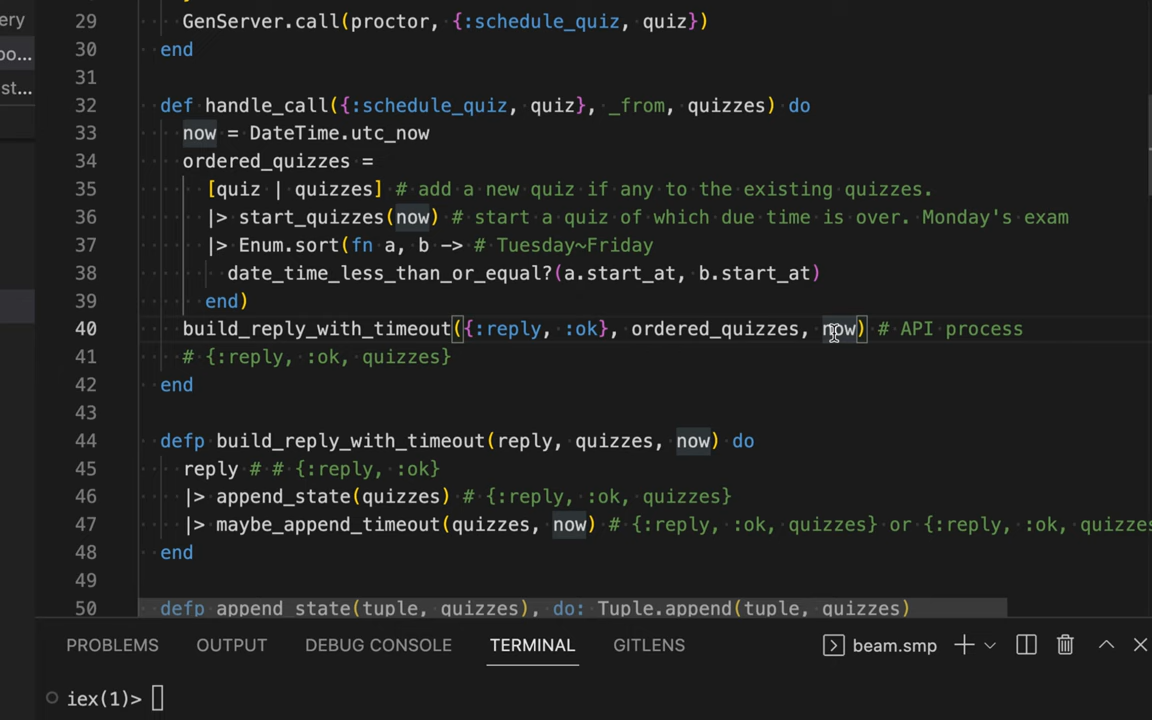 ery
oo...
st...
29 GenServer.call(proctor, {:schedule_quiz, quiz})
30 end
31
32 def handle_call({:schedule_quiz, quiz}, _from, quizzes) do
33 now = DateTime.utc_now
34 ordered_quizzes =
35 [quiz | quizzes] # add a new quiz if any to the existing quizzes.
36 |> start_quizzes(now) # start a quiz of which due time is over. Monday's exam
37 |> Enum.sort(fn a, b -> # Tuesday~Friday
38 date_time_less_than_or_equal?(a.start_at, b.start_at)
39 end)
40 build_reply_with_timeout({:reply, :ok}, ordered_quizzes, now) # API process
41 # {:reply, :ok, quizzes}
42 end
43
44 defp build_reply_with_timeout(reply, quizzes, now) do
45 reply # # {:reply, :ok}
46 |> append_state(quizzes) # {:reply, :ok, quizzes}
47 |> maybe_append_timeout(quizzes, now) # {:reply, :ok, quizzes} or {:reply, :ok, quizzes
48 end
49
50 defp append_state(tuple, quizzes), do: Tuple.append(tuple, quizzes)
PROBLEMS OUTPUT DEBUG CONSOLE TERMINAL GITLENS beam.smp
iex(1)>